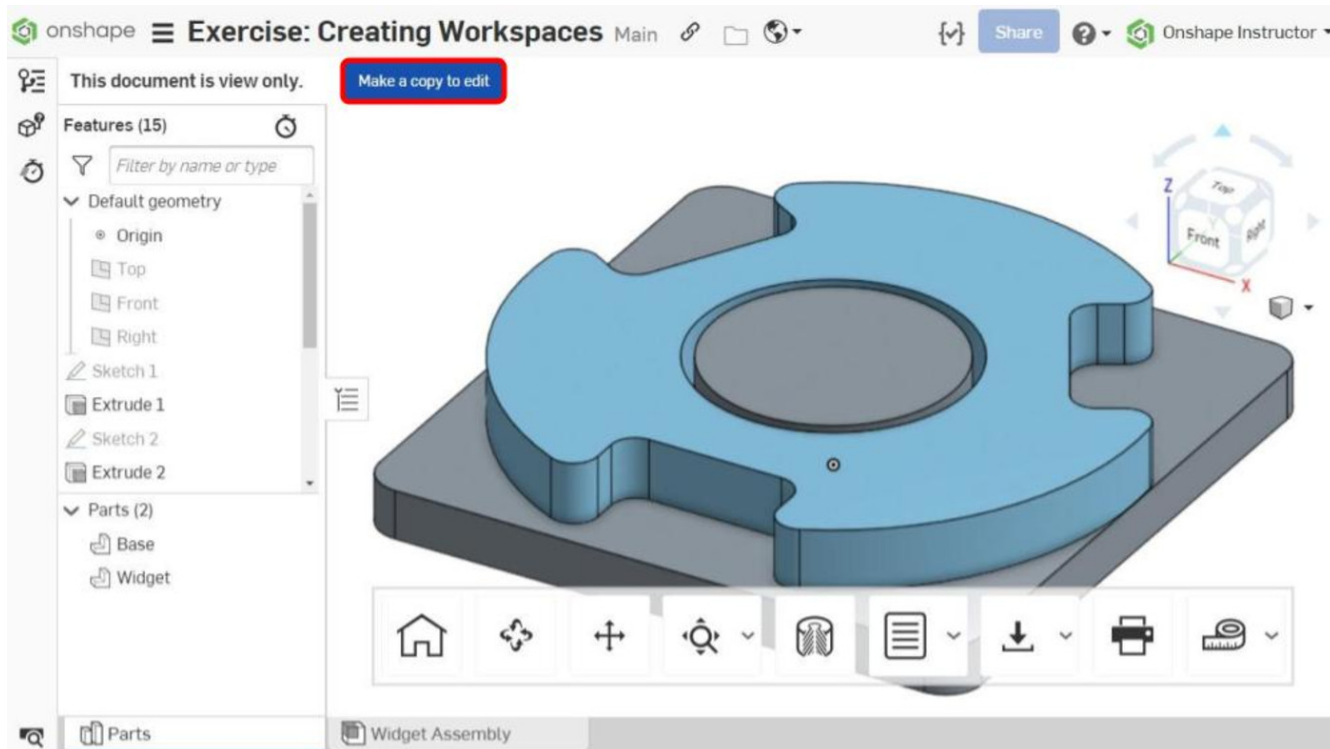 onshape Exercise: Creating Workspaces Main Share Onshape Instructor
This document is view only. Make a copy to edit
Features (15)
Filter by name or type
Default geometry
Origin
Top
Front
Right
Sketch 1
Extrude 1
Sketch 2
Extrude 2
Parts (2)
Base
Widget
Z
Top
Front
Y
Right
X
Parts
Widget Assembly